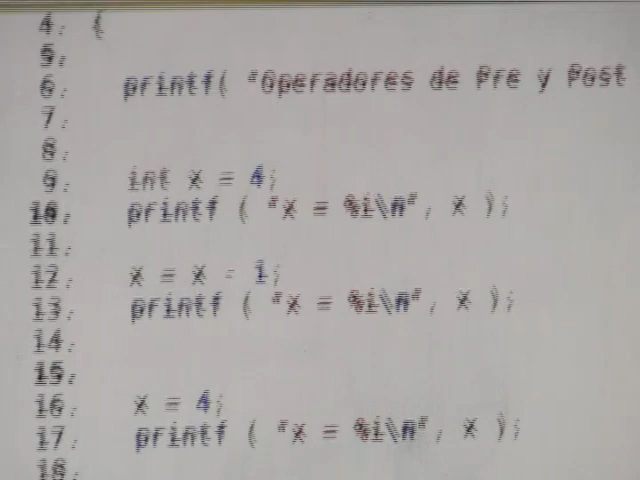 4: {
5:
6: printf( "Operadores de Pre y Post
7:
8:
9: int x = 4;
10: printf ( "x = %i\n", x );
11:
12: x = x - 1;
13: printf ( "x = %i\n", x );
14:
15:
16: x = 4;
17: printf ( "x = %i\n", x );
18: